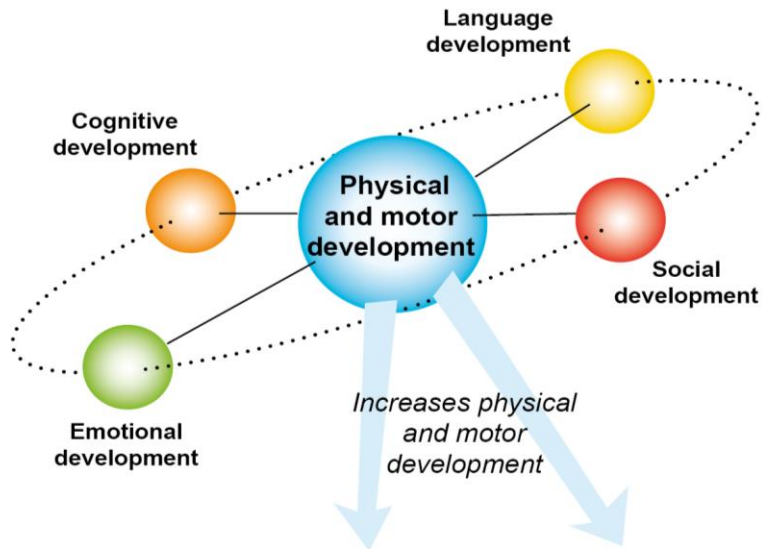 Language
development
Cognitive
development
Physical
and motor
development
Social
development
Emotional
development
Increases physical
and motor
development